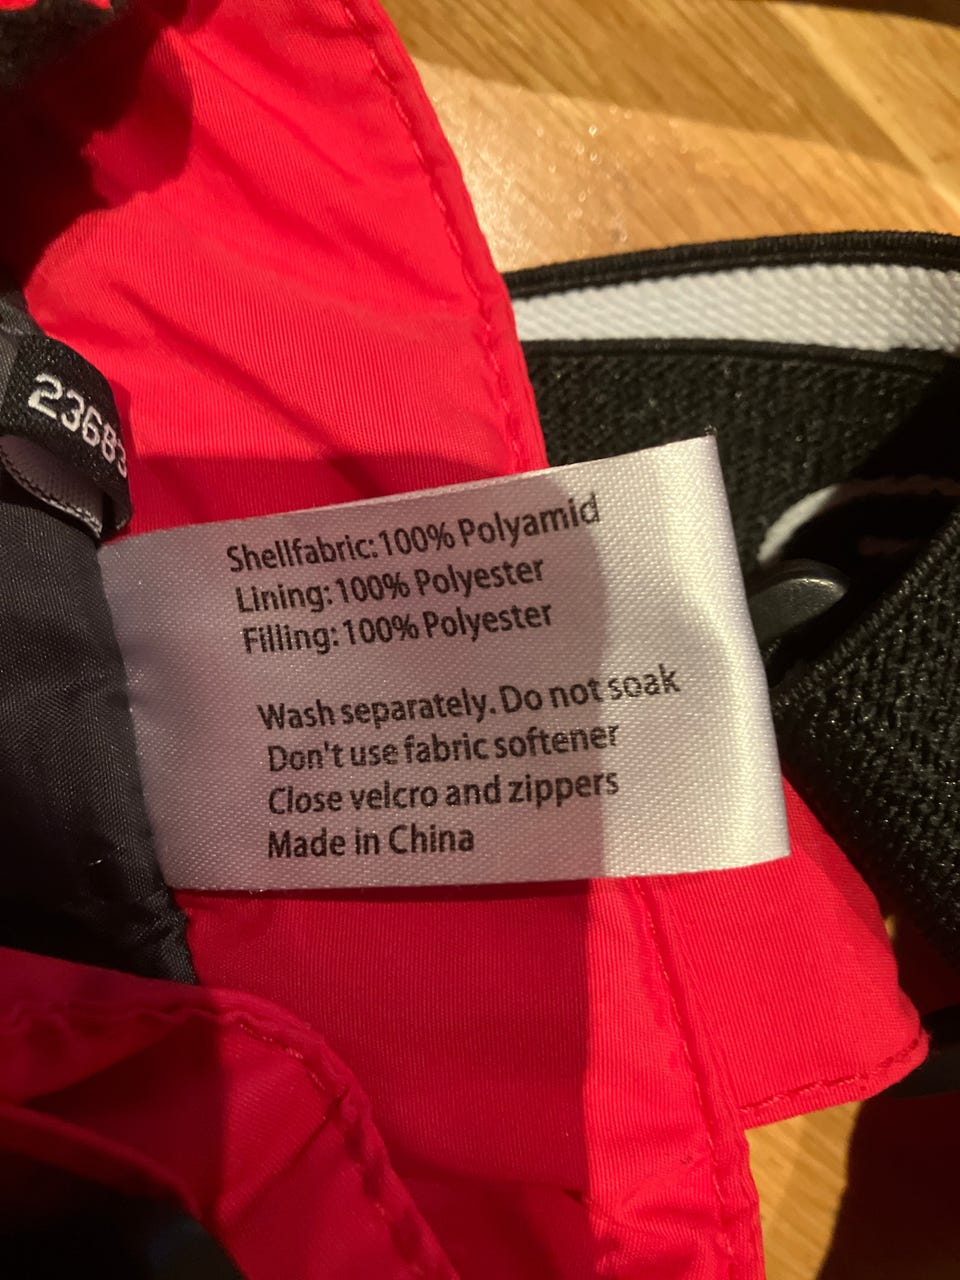 23683
Shellfabric: 100% Polyamid
Lining: 100% Polyester
Filling: 100% Polyester
Wash separately. Do not soak
Don't use fabric softener
Close velcro and zippers
Made in China